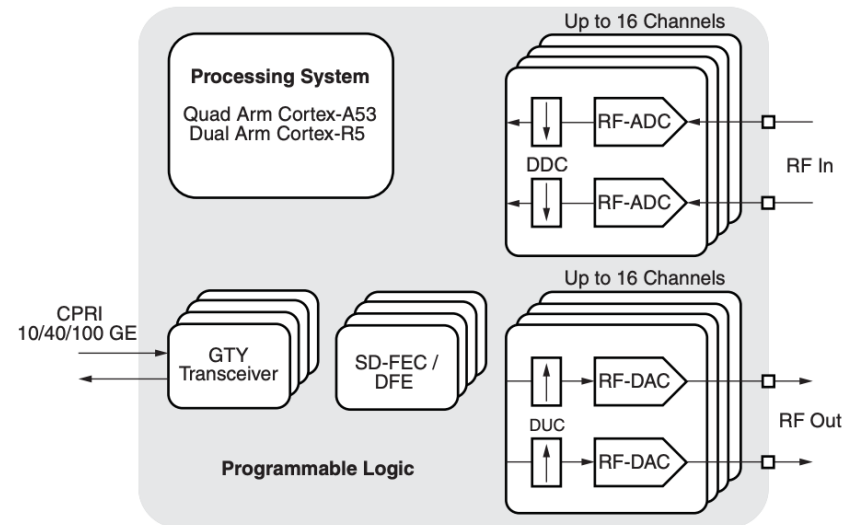 Up to 16 Channels
Processing System
Quad Arm Cortex-A53
Dual Arm Cortex-R5
RF-ADC
DDC
RF In
RF-ADC
Up to 16 Channels
CPRI
10/40/100 GE
GTY
Transceiver
SD-FEC /
DFE
RF-DAC
DUC
RF Out
RF-DAC
Programmable Logic